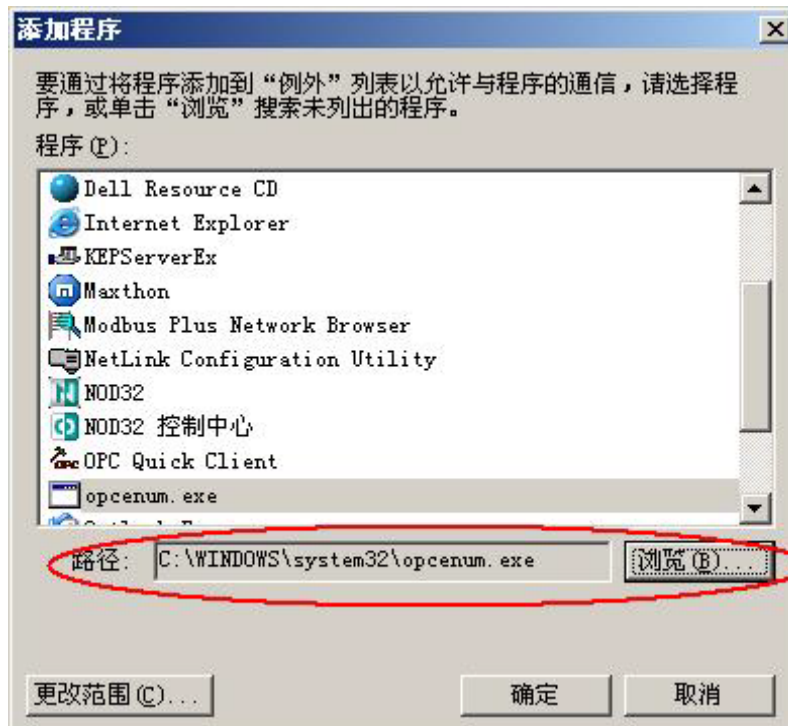 添加程序
要通过将程序添加到“例外”列表以允许与程序的通信，请选择程
序，或单击“浏览”搜索未列出的程序。
程序(P):
Dell Resource CD
Internet Explorer
KEPServerEx
Maxthon
Modbus Plus Network Browser
NetLink Configuration Utility
NOD32
NOD32 控制中心
OPC Quick Client
opcenum.exe
路径: C:\WINDOWS\system32\opcenum.exe 浏览(B)...
更改范围(C)... 确定 取消